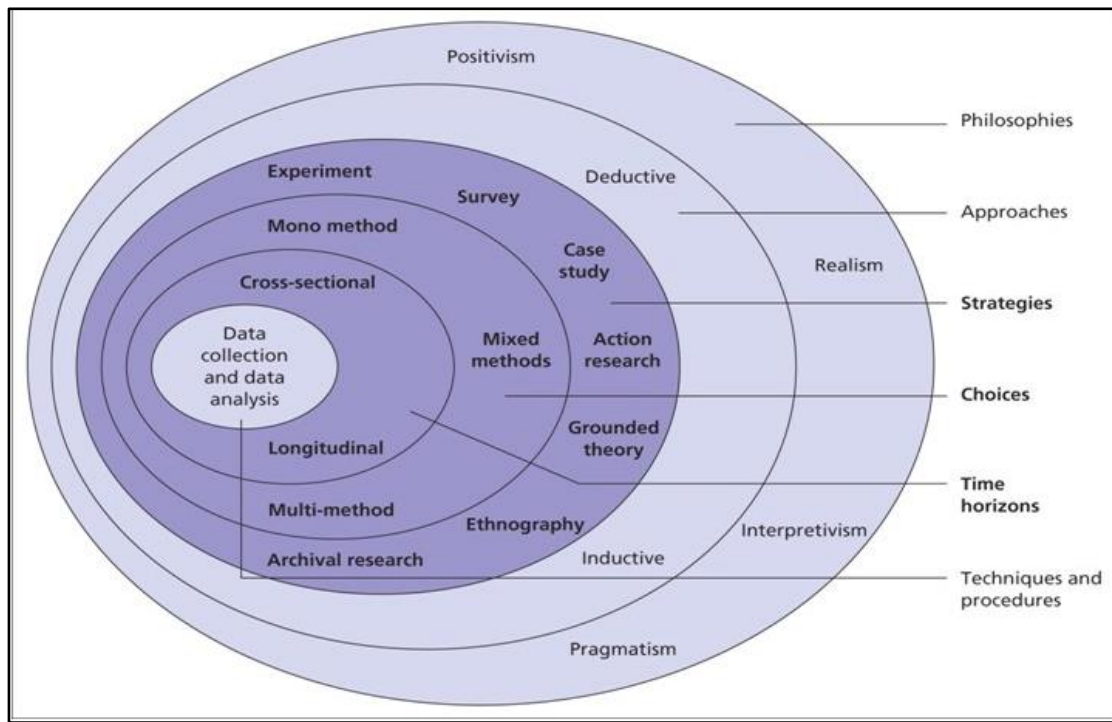 Positivism
Philosophies
Experiment
Deductive
Survey
Approaches
Mono method
Case
study
Realism
Cross-sectional
Strategies
Data
collection
and data
analysis
Mixed
methods
Action
research
Choices
Longitudinal
Grounded
theory
Time
horizons
Multi-method
Ethnography
Interpretivism
Archival research
Inductive
Techniques and
procedures
Pragmatism